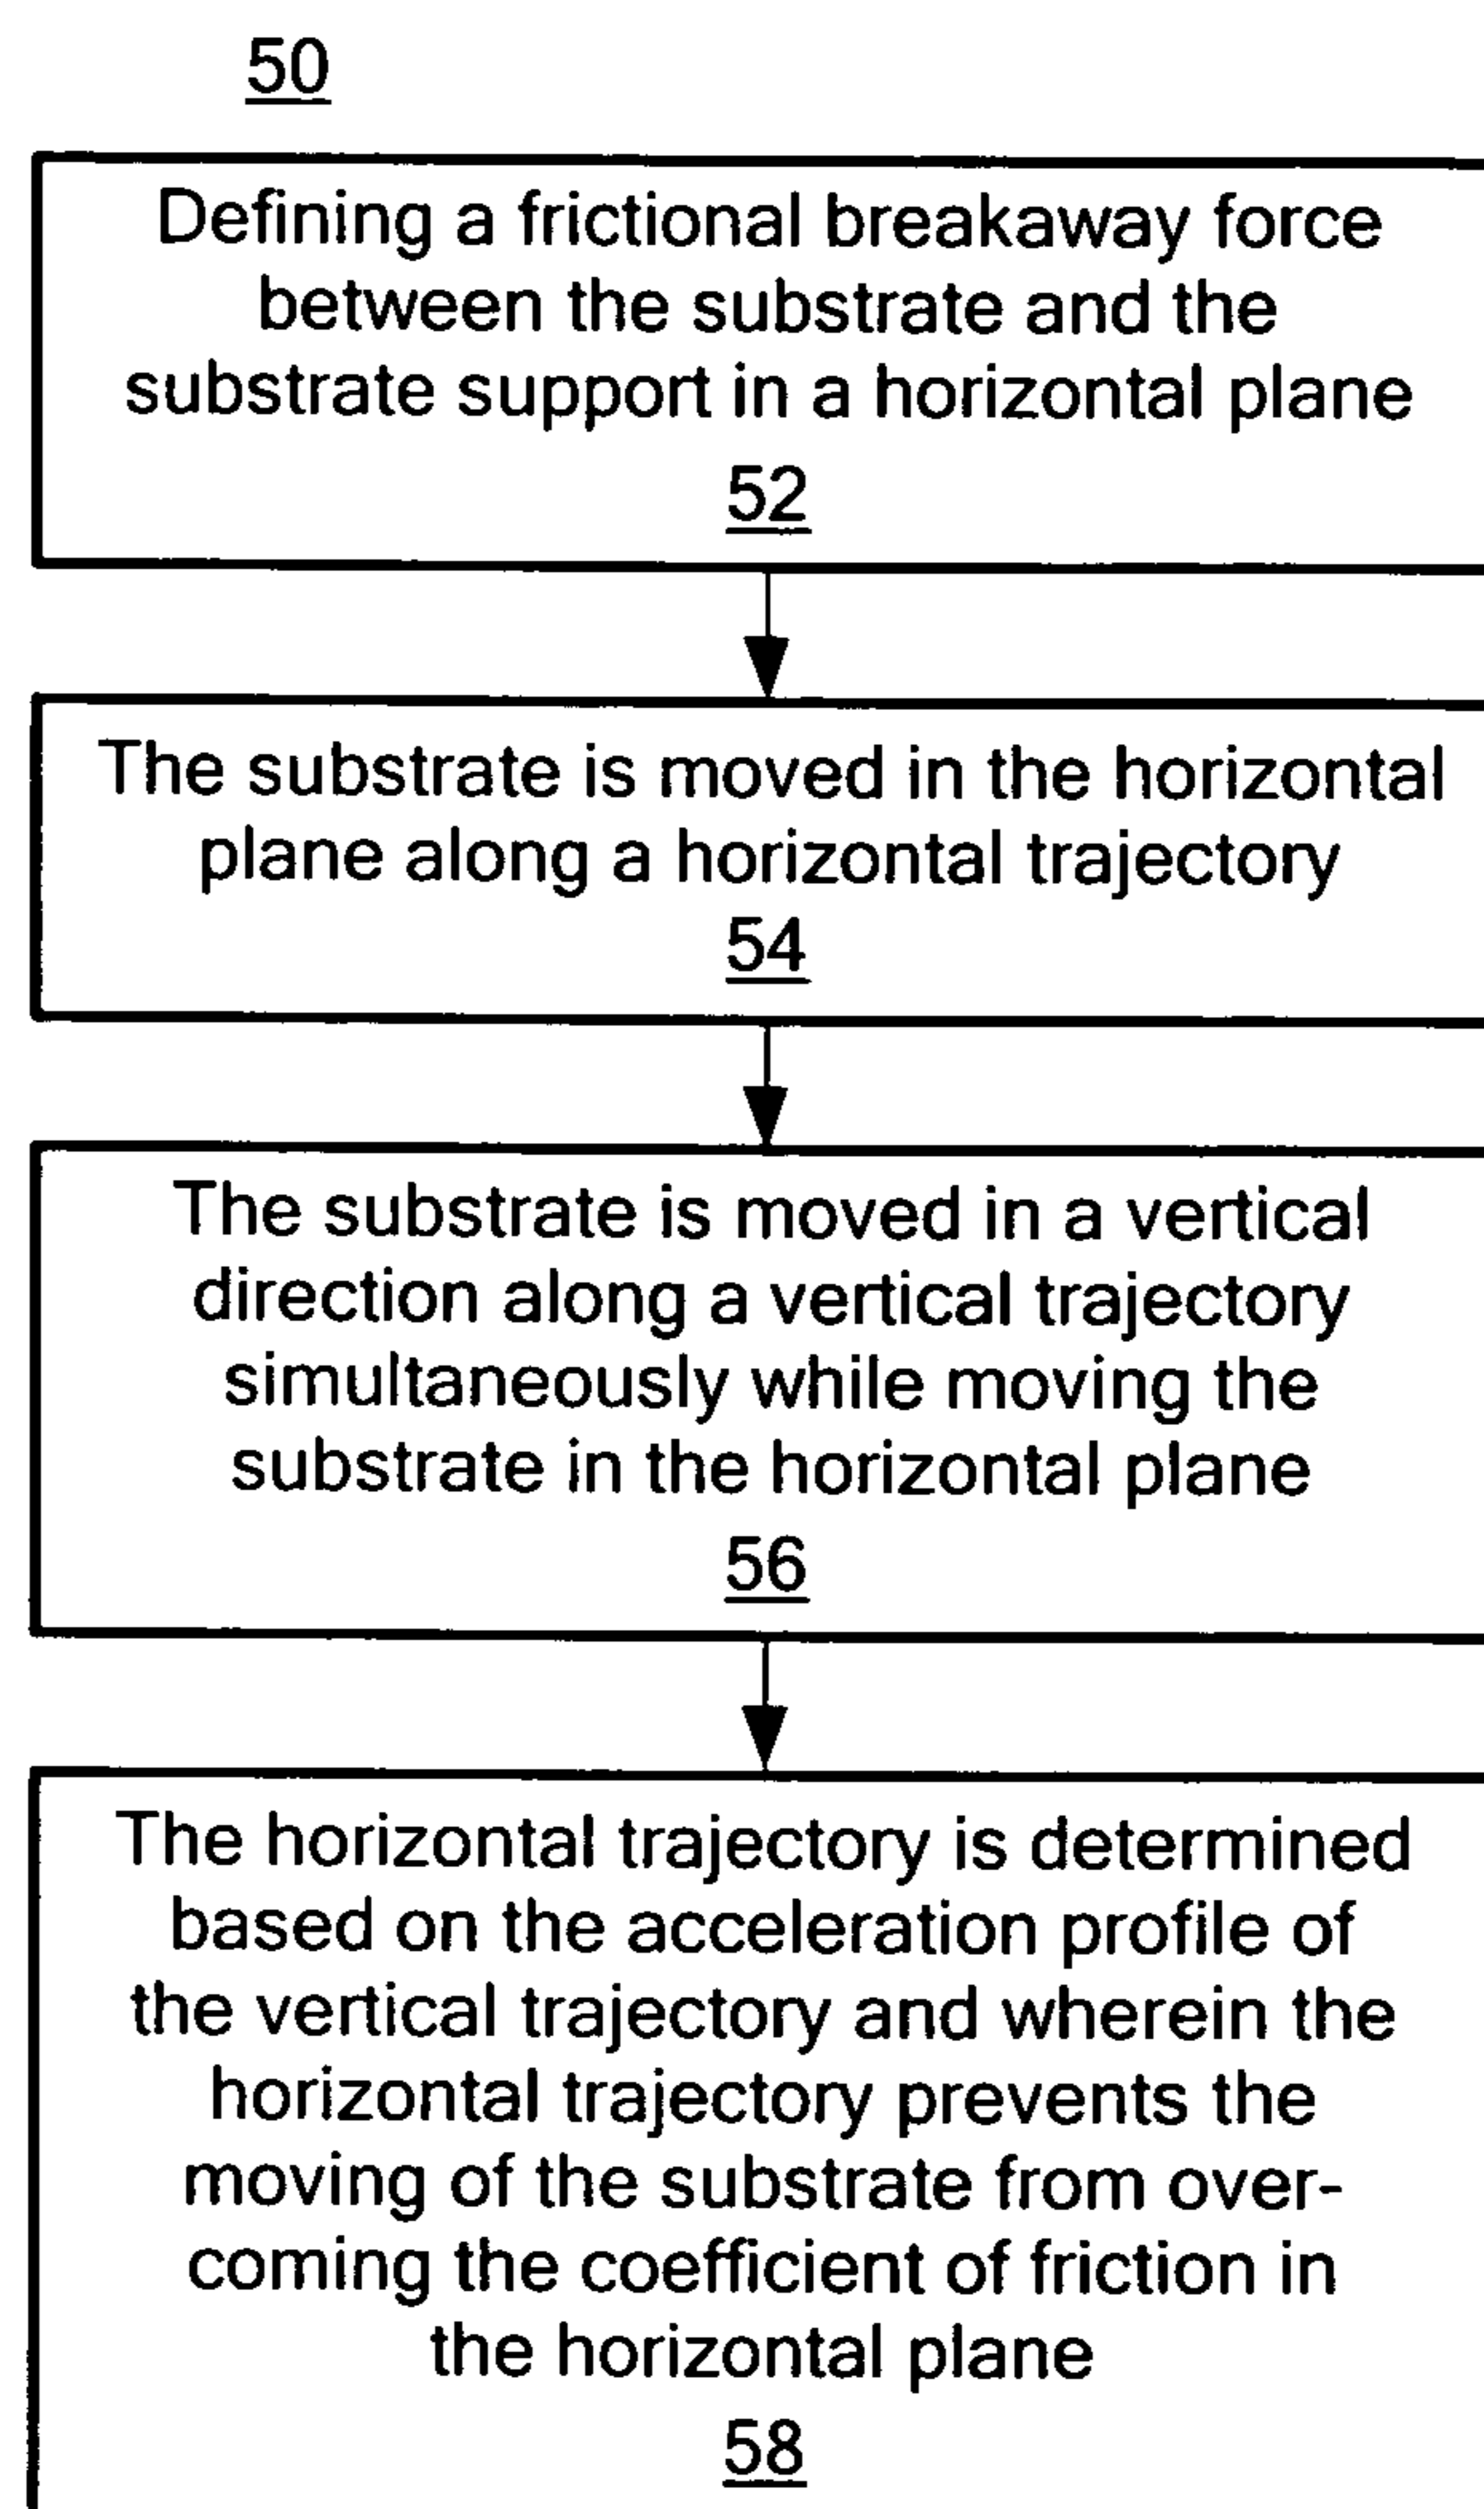 50
Defining a frictional breakaway force
between the substrate and the
substrate support in a horizontal plane
52
The substrate is moved in the horizontal
plane along a horizontal trajectory
54
The substrate is moved in a vertical
direction along a vertical trajectory
simultaneously while moving the
substrate in the horizontal plane
56
The horizontal trajectory is determined
based on the acceleration profile of
the vertical trajectory and wherein the
horizontal trajectory prevents the
moving of the substrate from over-
coming the coefficient of friction in
the horizontal plane
58